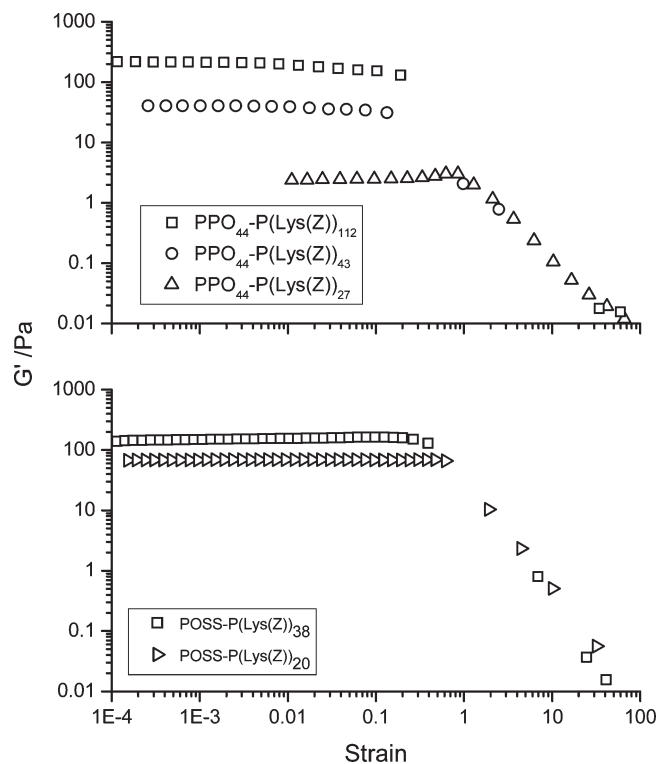 1000
100
10
1
0.1
0.01
PPO44-P(Lys(Z))112
PPO44-P(Lys(Z))43
PPO44-P(Lys(Z))27
G' /Pa
1000
100
10
1
0.1
0.01
POSS-P(Lys(Z))38
POSS-P(Lys(Z))20
1E-4 1E-3 0.01 0.1 1 10 100
Strain